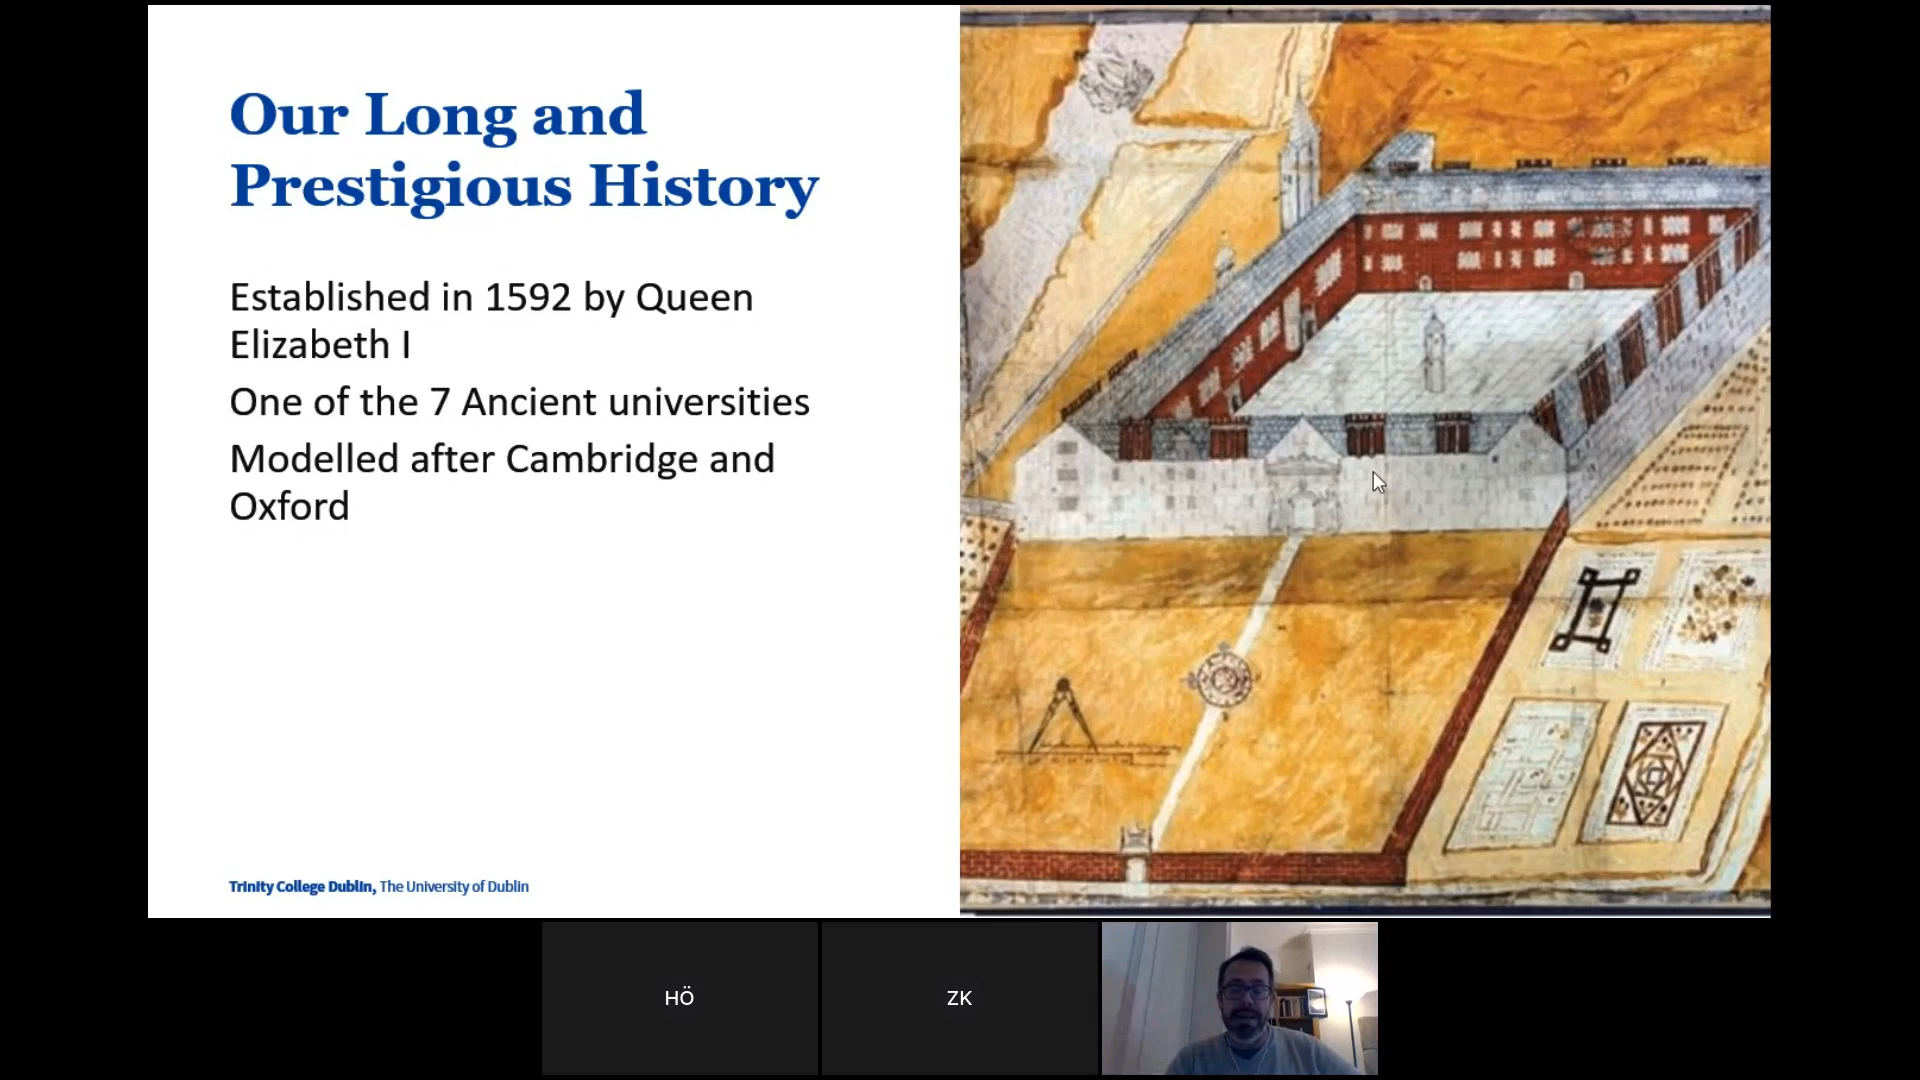 Our Long and
Prestigious History
Established in 1592 by Queen
Elizabeth I
One of the 7 Ancient universities
Modelled after Cambridge and
Oxford
Trinity College Dublin, The University of Dublin
HÖ
ZK